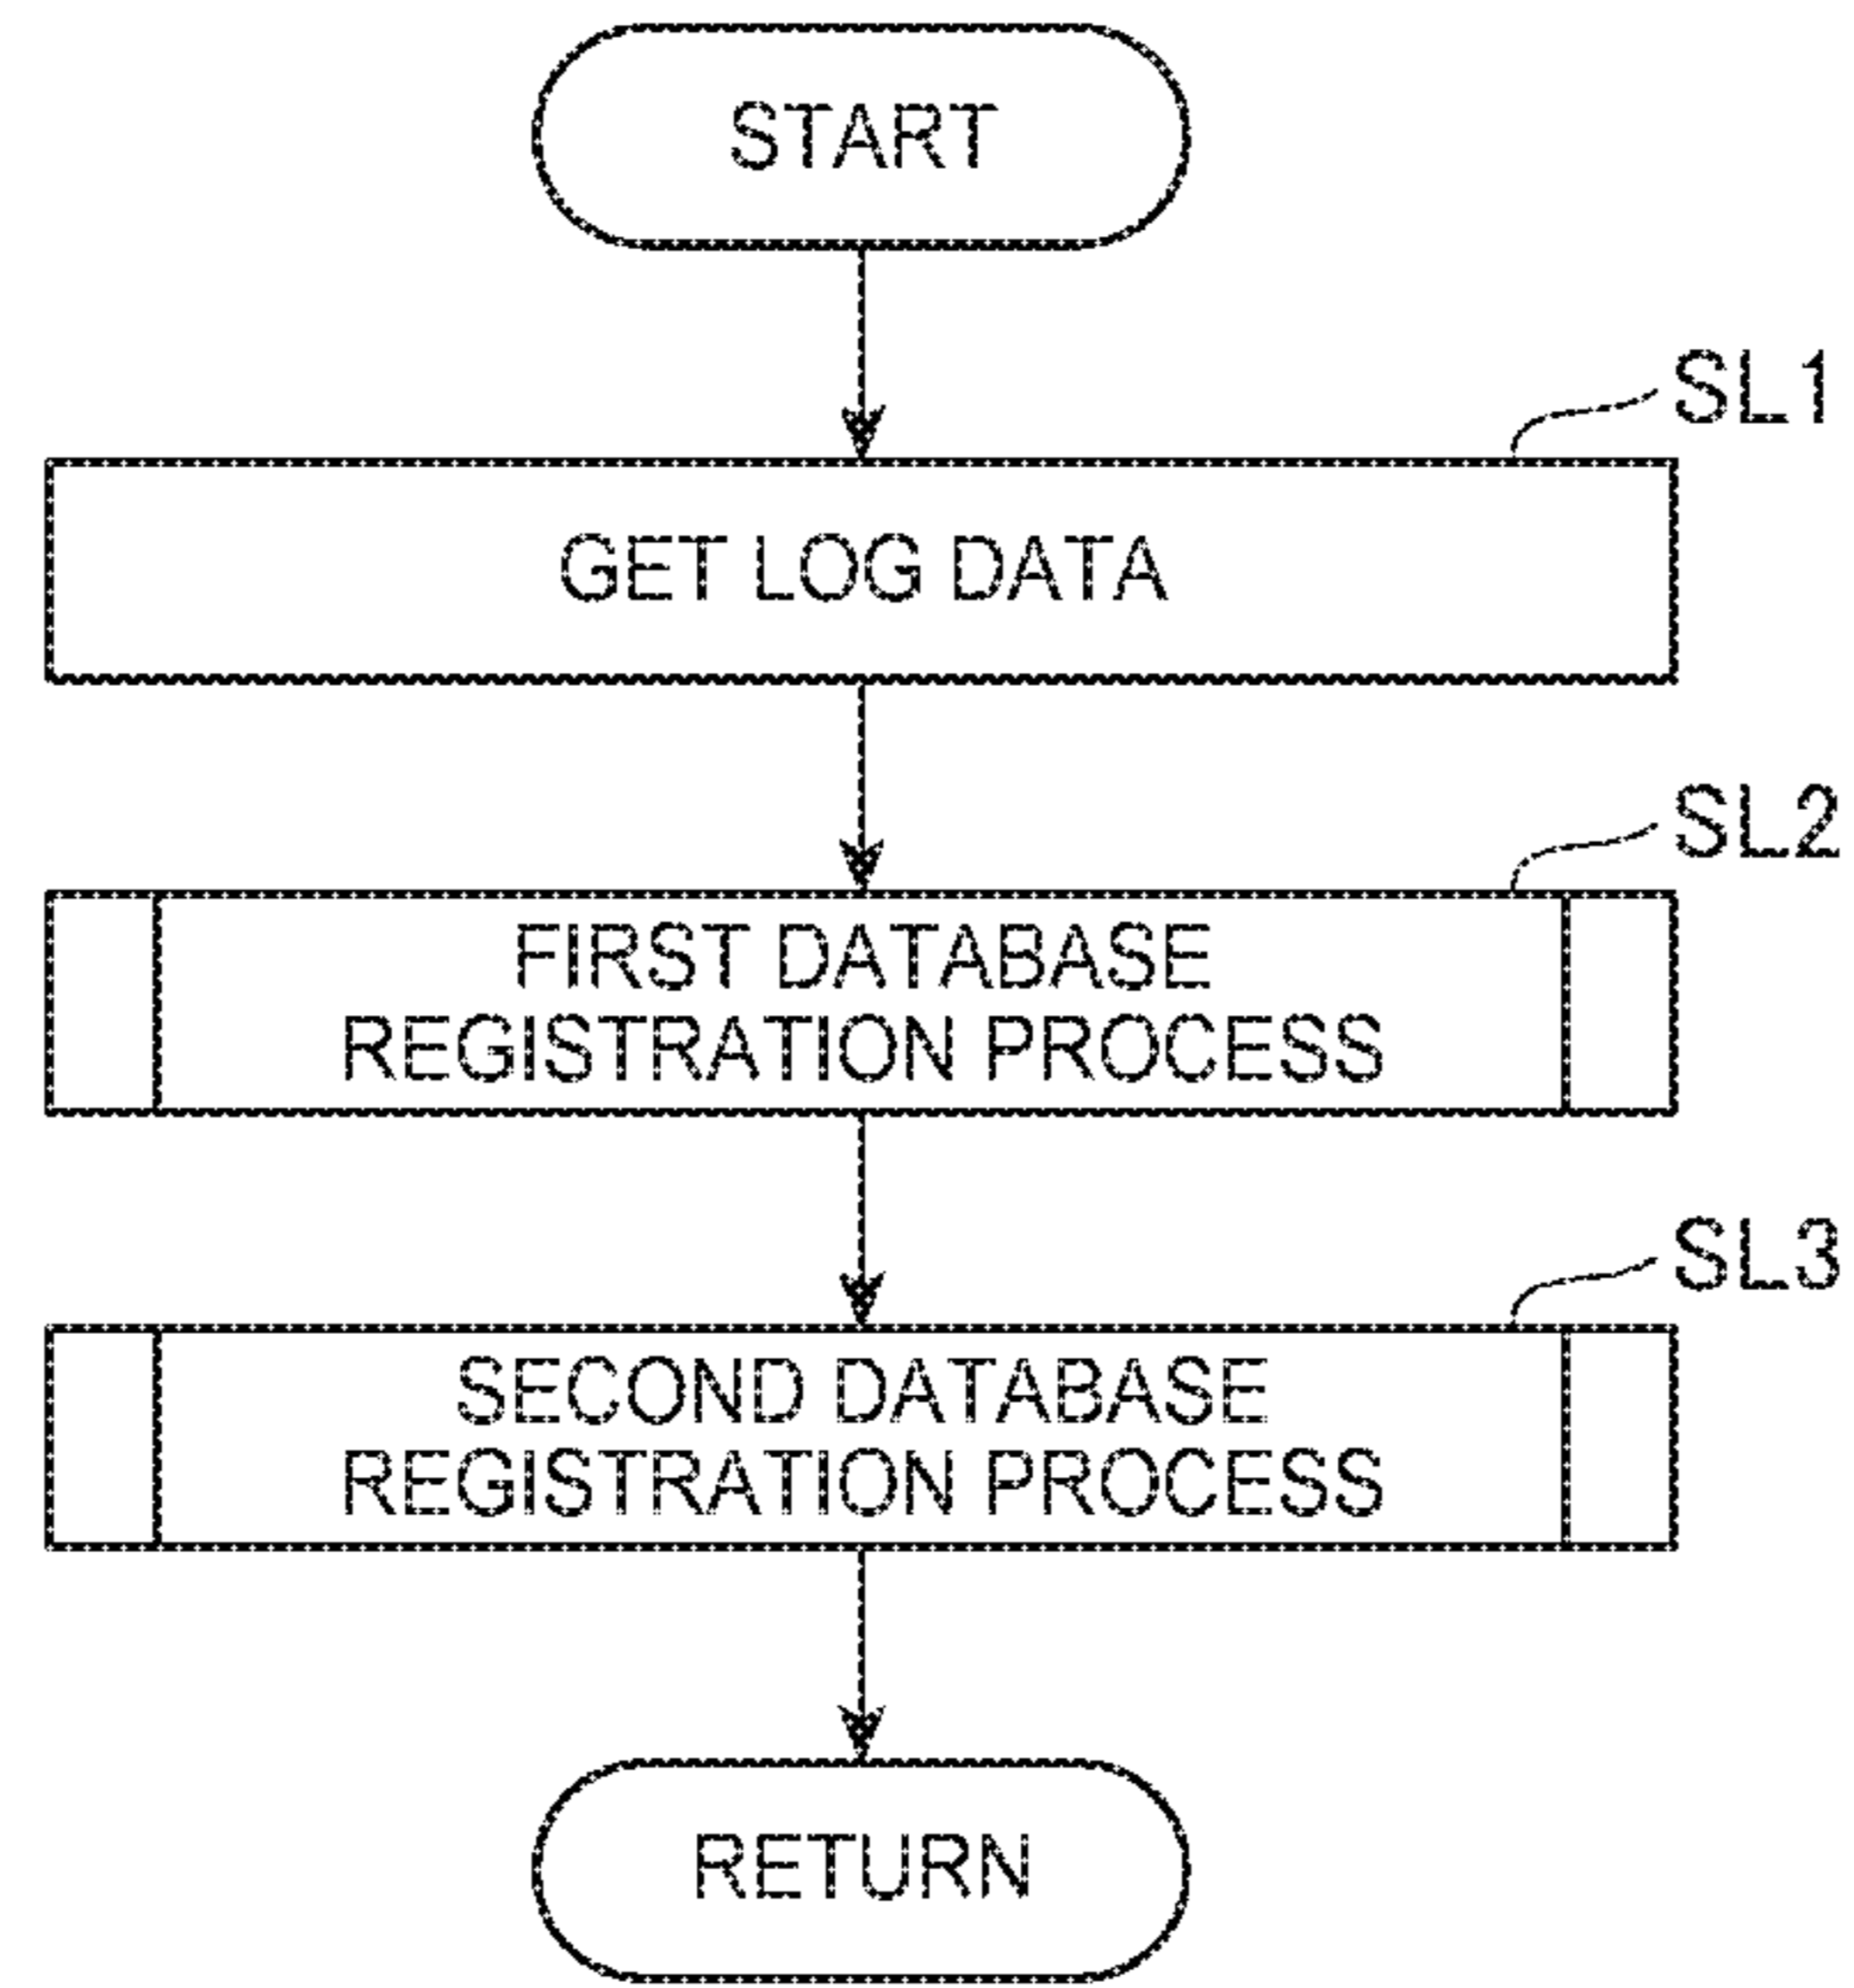 START
SL1
GET LOG DATA
SL2
FIRST DATABASE
REGISTRATION PROCESS
SL3
SECOND DATABASE
REGISTRATION PROCESS
RETURN